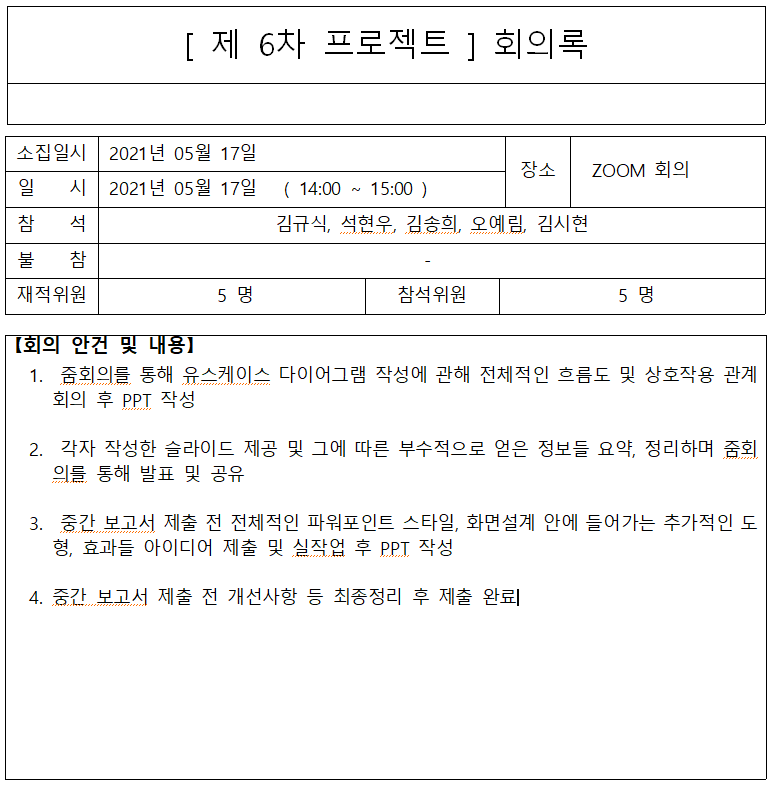 [ 제 6차 프로젝트 ] 회의록
소집일시 2021년 05월 17일 장소 ZOOM 회의
일 시 2021년 05월 17일 ( 14:00 ~ 15:00 )
참 석 김규식, 석현우, 김송희, 오예림, 김시현
불 참 -
재적위원 5 명 참석위원 5 명
【회의 안건 및 내용】
1. 줌회의를 통해 유스케이스 다이어그램 작성에 관해 전체적인 흐름도 및 상호작용 관계
회의 후 PPT 작성
2. 각자 작성한 슬라이드 제공 및 그에 따른 부수적으로 얻은 정보들 요약, 정리하며 줌회
의를 통해 발표 및 공유
3. 중간 보고서 제출 전 전체적인 파워포인트 스타일, 화면설계 안에 들어가는 추가적인 도
형, 효과들 아이디어 제출 및 실작업 후 PPT 작성
4. 중간 보고서 제출 전 개선사항 등 최종정리 후 제출 완료